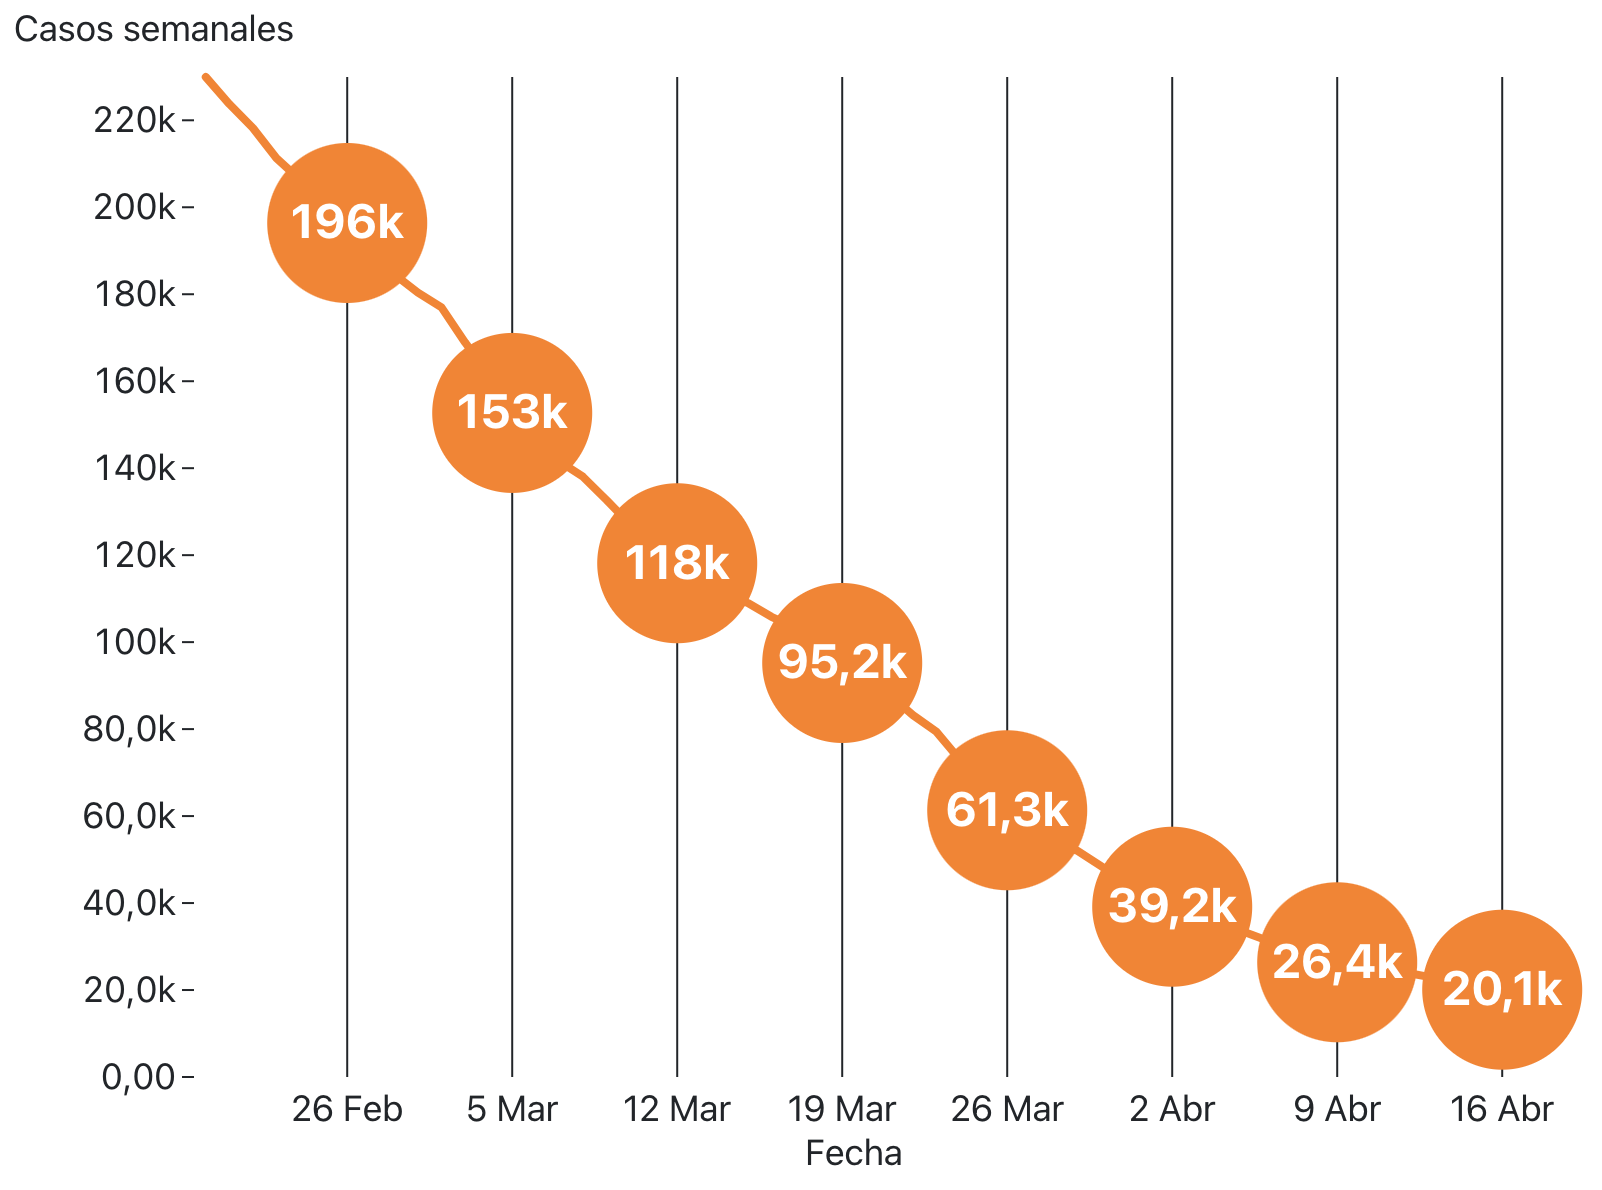 Casos semanales
220k
200k
180k
160k
140k
120k
100k
80,0k
60,0k
40,0k
20,0k
0,00
196k
153k
118k
95,2k
61,3k
39,2k
26,4k
20,1k
26 Feb
5 Mar
12 Mar
19 Mar
26 Mar
2 Abr
9 Abr
16 Abr
Fecha